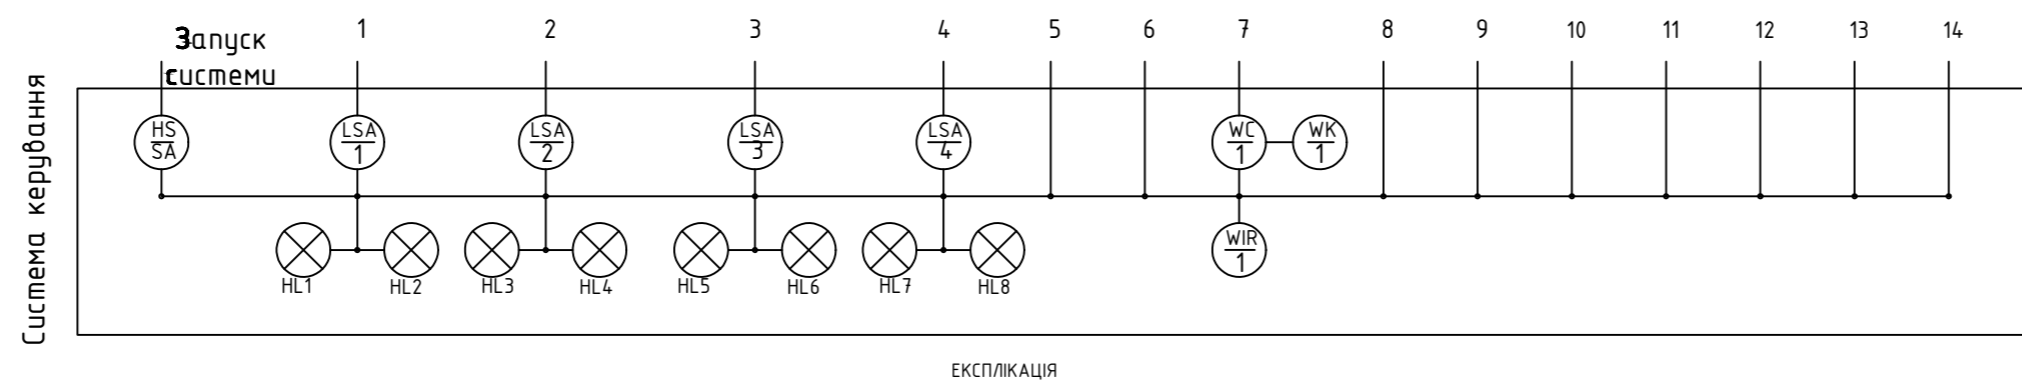 Запуск
системи
1 2 3 4 5 6 7 8 9 10 11 12 13 14
Система керування
HS
SA
LSA
1
LSA
2
LSA
3
LSA
4
WC
1
WK
1
HL1 HL2 HL3 HL4 HL5 HL6 HL7 HL8
WIR
1
ЕКСПЛІКАЦІЯ